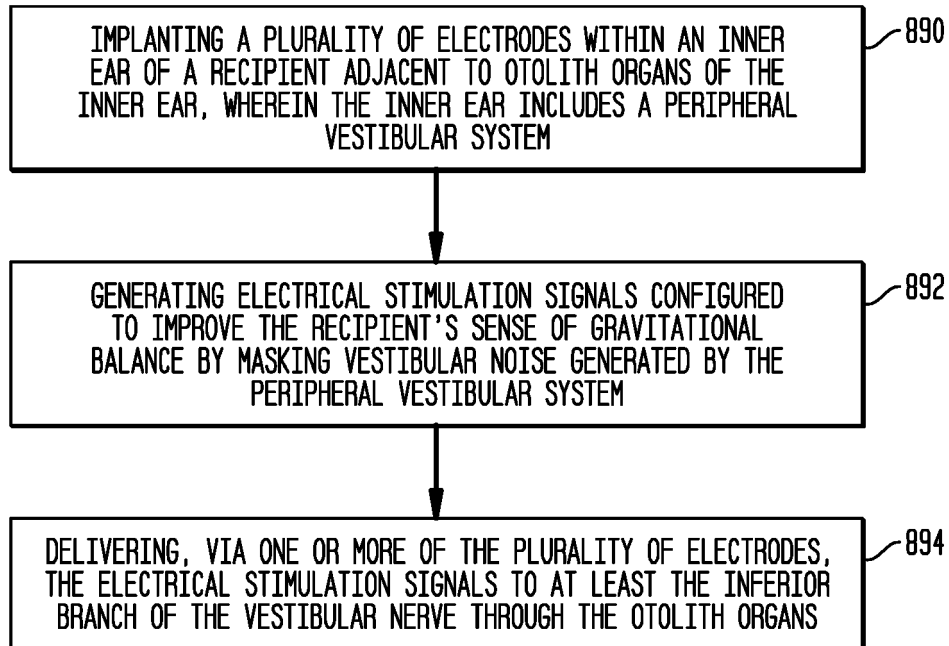 IMPLANTING A PLURALITY OF ELECTRODES WITHIN AN INNER
EAR OF A RECIPIENT ADJACENT TO OTOLITH ORGANS OF THE
INNER EAR, WHEREIN THE INNER EAR INCLUDES A PERIPHERAL
VESTIBULAR SYSTEM
890
GENERATING ELECTRICAL STIMULATION SIGNALS CONFIGURED
TO IMPROVE THE RECIPIENT'S SENSE OF GRAVITATIONAL
BALANCE BY MASKING VESTIBULAR NOISE GENERATED BY THE
PERIPHERAL VESTIBULAR SYSTEM
892
DELIVERING, VIA ONE OR MORE OF THE PLURALITY OF ELECTRODES,
THE ELECTRICAL STIMULATION SIGNALS TO AT LEAST THE INFERIOR
BRANCH OF THE VESTIBULAR NERVE THROUGH THE OTOLITH ORGANS
894